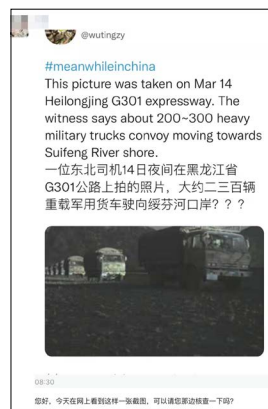 @wutingzy
#meanwhileinchina
This picture was taken on Mar 14
Heilongjing G301 expressway. The
witness says about 200~300 heavy
military trucks convoy moving towards
Suifeng River shore.
一位东北司机14日夜间在黑龙江省
G301公路上拍的照片，大约二三百辆
重载军用货车驶向绥芬河口岸？？？
08:30
您好，今天在网上看到这样一张截图，可以请您那边核查一下吗？